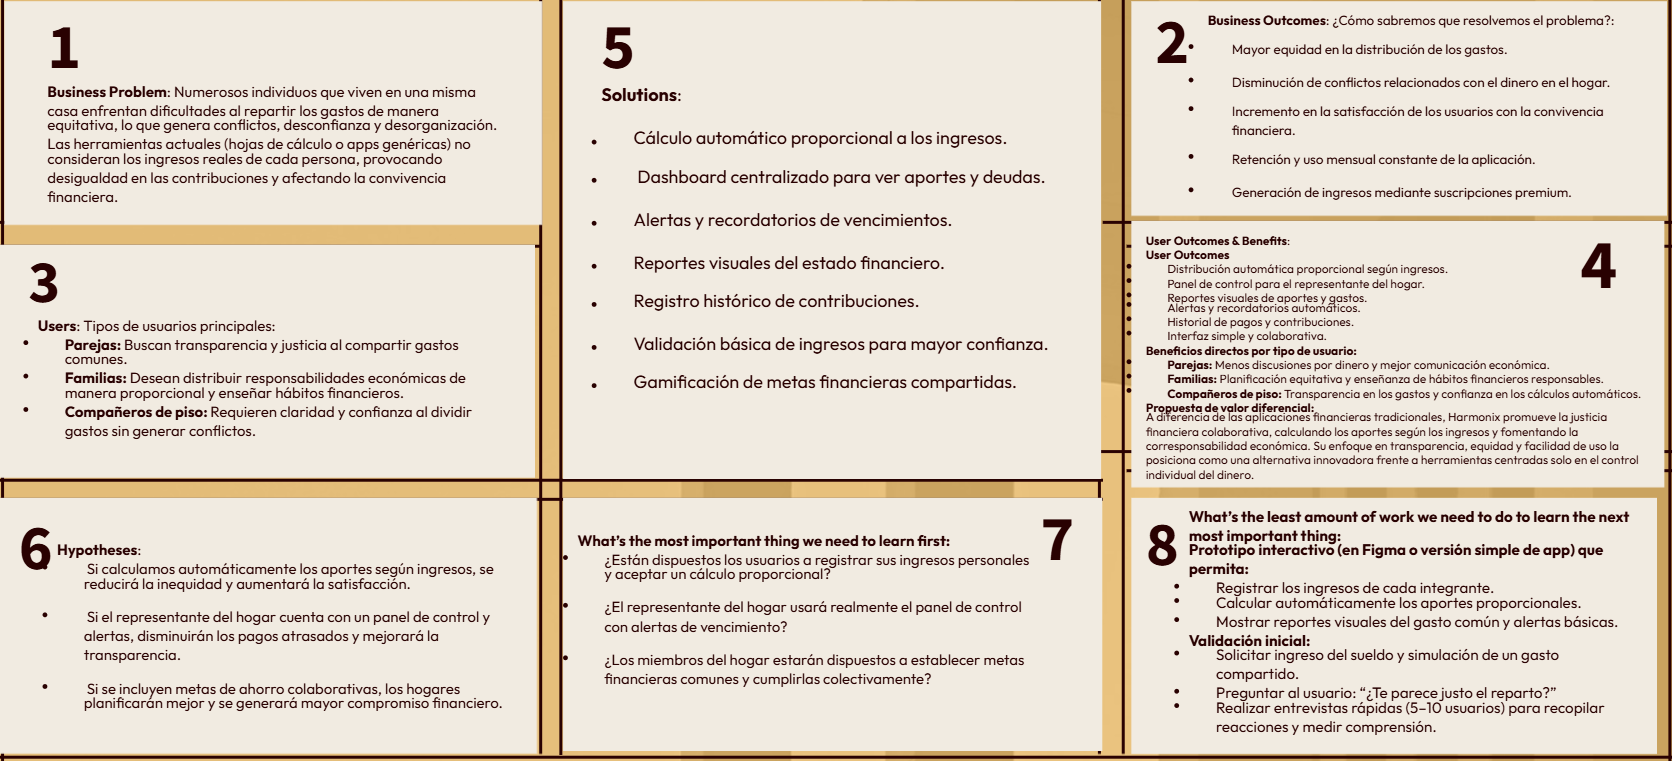 1
Business Problem: Numerosos individuos que viven en una misma
casa enfrentan dificultades al repartir los gastos de manera
equitativa, lo que genera conflictos, desconfianza y desorganización.
Las herramientas actuales (hojas de cálculo o apps genéricas) no
consideran los ingresos reales de cada persona, provocando
desigualdad en las contribuciones y afectando la convivencia
financiera.
5
Solutions:
• Cálculo automático proporcional a los ingresos.
• Dashboard centralizado para ver aportes y deudas.
• Alertas y recordatorios de vencimientos.
• Reportes visuales del estado financiero.
• Registro histórico de contribuciones.
• Validación básica de ingresos para mayor confianza.
• Gamificación de metas financieras compartidas.
2
Business Outcomes: ¿Cómo sabremos que resolvemos el problema?:
• Mayor equidad en la distribución de los gastos.
• Disminución de conflictos relacionados con el dinero en el hogar.
• Incremento en la satisfacción de los usuarios con la convivencia
financiera.
• Retención y uso mensual constante de la aplicación.
• Generación de ingresos mediante suscripciones premium.
3
Users: Tipos de usuarios principales:
• Parejas: Buscan transparencia y justicia al compartir gastos
comunes.
• Familias: Desean distribuir responsabilidades económicas de
manera proporcional y enseñar hábitos financieros.
• Compañeros de piso: Requieren claridad y confianza al dividir
gastos sin generar conflictos.
4
User Outcomes & Benefits:
User Outcomes
• Distribución automática proporcional según ingresos.
• Panel de control para el representante del hogar.
• Reportes visuales de aportes y gastos.
• Alertas y recordatorios automáticos.
• Historial de pagos y contribuciones.
• Interfaz simple y colaborativa.
Beneficios directos por tipo de usuario:
• Parejas: Menos discusiones por dinero y mejor comunicación económica.
• Familias: Planificación equitativa y enseñanza de hábitos financieros responsables.
• Compañeros de piso: Transparencia en los gastos y confianza en los cálculos automáticos.
Propuesta de valor diferencial:
A diferencia de las aplicaciones financieras tradicionales, Harmonix promueve la justicia
financiera colaborativa, calculando los aportes según los ingresos y fomentando la
corresponsabilidad económica. Su enfoque en transparencia, equidad y facilidad de uso la
posiciona como una alternativa innovadora frente a herramientas centradas solo en el control
individual del dinero.
6
Hypotheses:
• Si calculamos automáticamente los aportes según ingresos, se
reducirá la inequidad y aumentará la satisfacción.
• Si el representante del hogar cuenta con un panel de control y
alertas, disminuirán los pagos atrasados y mejorará la
transparencia.
• Si se incluyen metas de ahorro colaborativas, los hogares
planificarán mejor y se generará mayor compromiso financiero.
7
What's the most important thing we need to learn first:
• ¿Están dispuestos los usuarios a registrar sus ingresos personales
y aceptar un cálculo proporcional?
• ¿El representante del hogar usará realmente el panel de control
con alertas de vencimiento?
• ¿Los miembros del hogar estarán dispuestos a establecer metas
financieras comunes y cumplirlas colectivamente?
8
What's the least amount of work we need to do to learn the next
most important thing:
Prototipo interactivo (en Figma o versión simple de app) que
permita:
• Registrar los ingresos de cada integrante.
• Calcular automáticamente los aportes proporcionales.
• Mostrar reportes visuales del gasto común y alertas básicas.
Validación inicial:
• Solicitar ingreso del sueldo y simulación de un gasto
compartido.
• Preguntar al usuario: “¿Te parece justo el reparto?”
• Realizar entrevistas rápidas (5–10 usuarios) para recopilar
reacciones y medir comprensión.